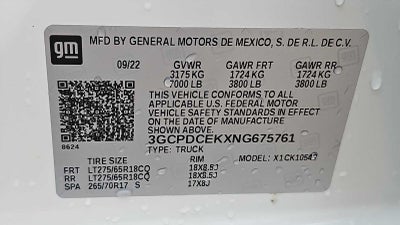 gm
MFD BY GENERAL MOTORS DE MEXICO, S. DE R.L. DE C.V.
09/22 GVWR GAWR FRT GAWR RR
3175 KG 1724 KG 1724 KG
7000 LB 3800 LB 3800 LB
THIS VEHICLE CONFORMS TO ALL
APPLICABLE U.S. FEDERAL MOTOR
VEHICLE SAFETY STANDARDS IN EFFECT
ON THE DATE OF MANUFACTURE SHOWN
ABOVE.
3GCPDCEKXNG675761
8624 TYPE: TRUCK
TIRE SIZE RIM MODEL:
FRT LT275/65R18CQ 18X8.5J
RR LT275/65R18CQ 18X8.5J
SPA 265/70R17 S 17X8J